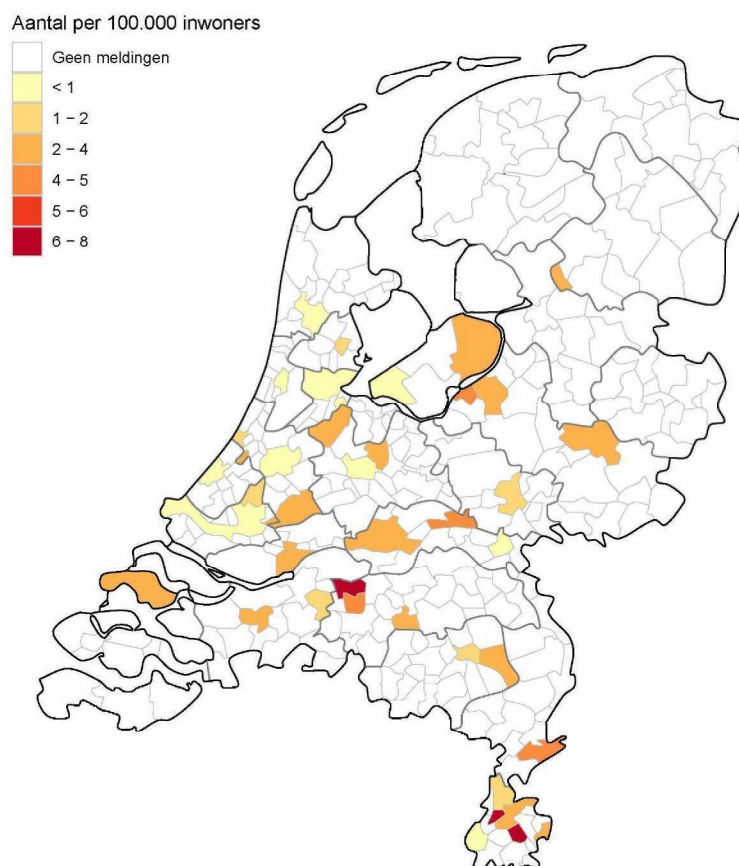 Aantal per 100.000 inwoners
Geen meldingen
< 1
1 – 2
2 – 4
4 – 5
5 – 6
6 – 8